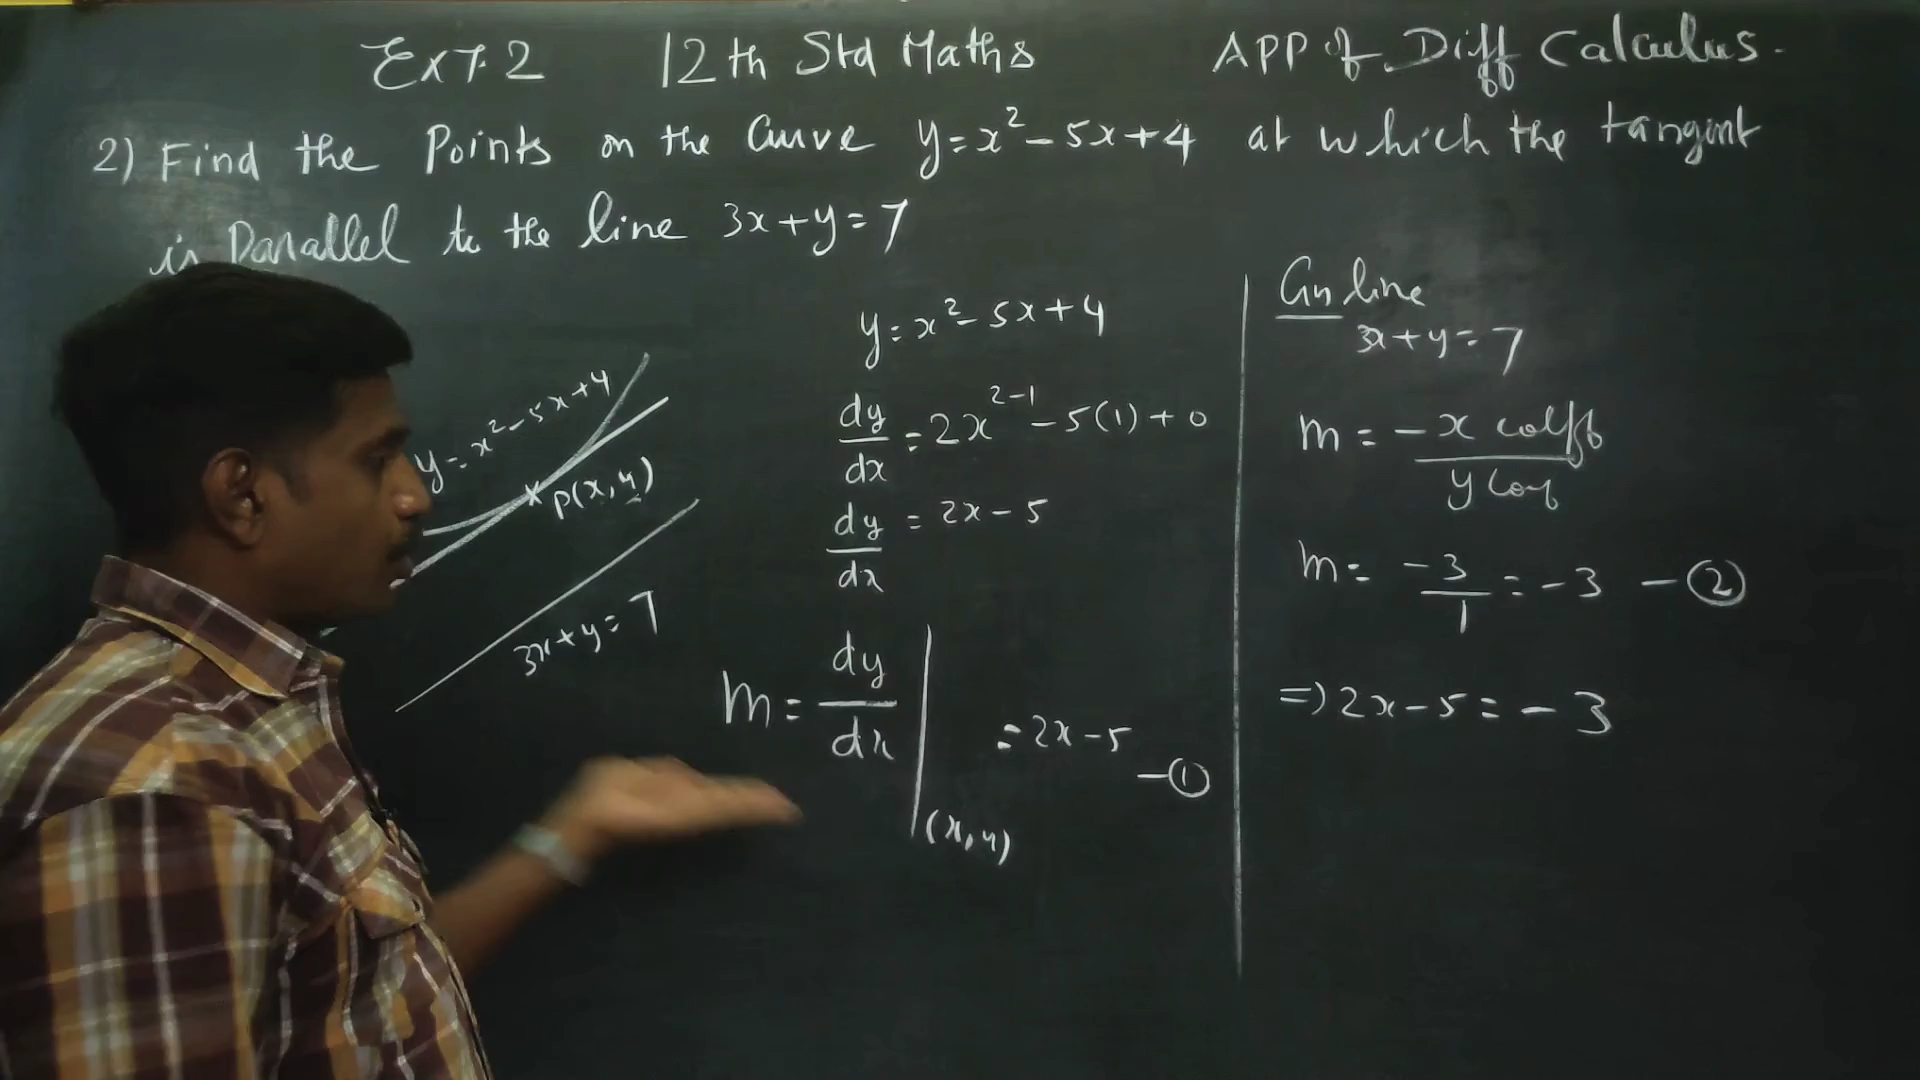 Ex 7.2 12th Std Maths APP of Diff Calculus.
2) Find the Points on the Curve y=x²-5x+4 at which the tangent
is Parallel to the line 3x+y=7
y=x²-5x+4
P(x,y)
3x+y=7
y=x²-5x+4
dy/dx = 2x²⁻¹-5(1)+0
dy/dx = 2x-5
m= dy/dx | (x,y) = 2x-5 -①
Gn line
3x+y=7
m = -x coeff / y coef
m= -3/1 = -3 -②
⇒ 2x-5=-3